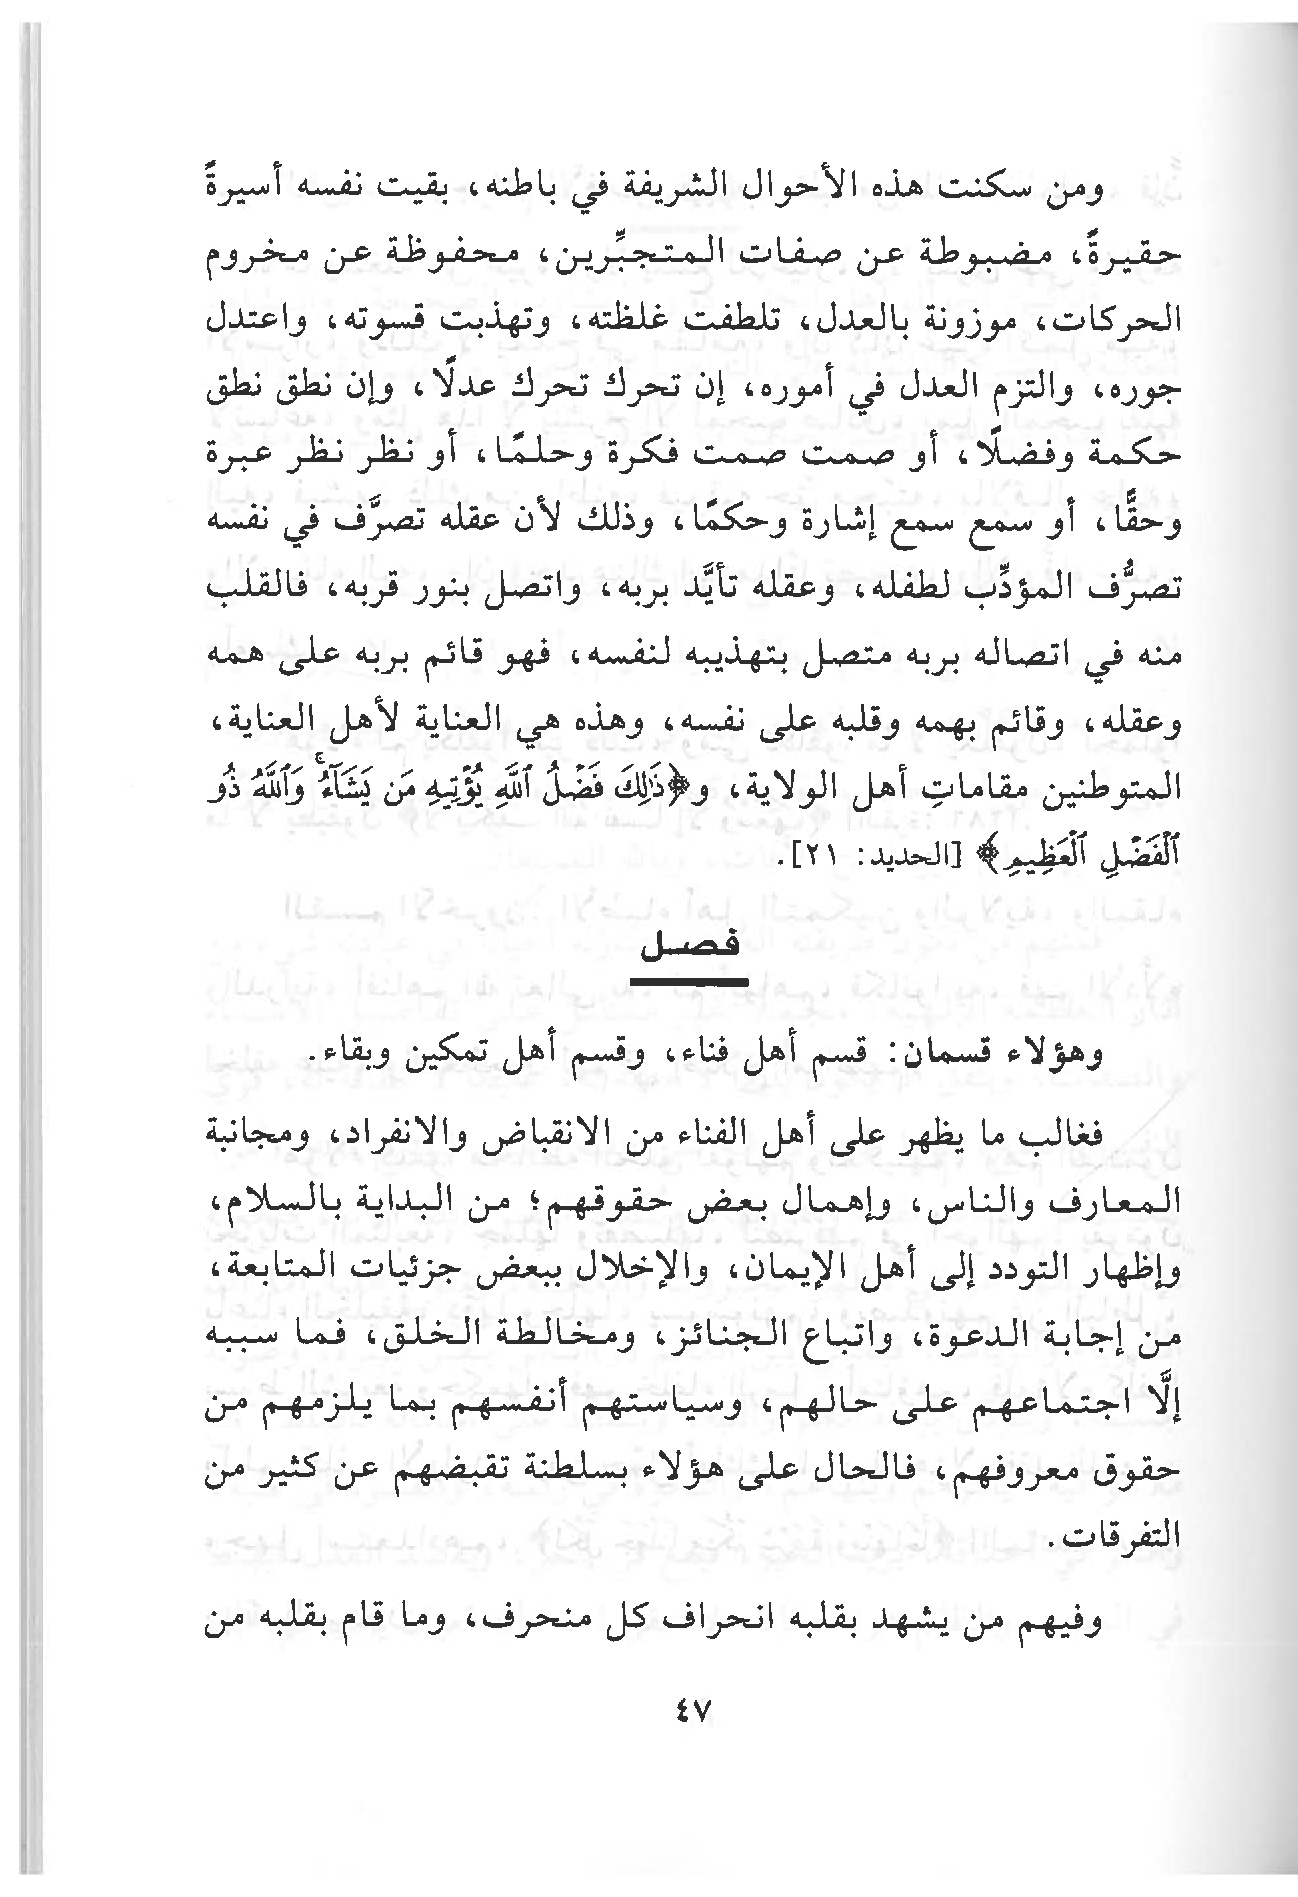 ومن سكنت هذه الأحوال الشريفة في باطنه، بقيت نفسه أسيرةً
حقيرةً، مضبوطة عن صفات المتجبِّرين، محفوظة عن مخروم
الحركات، موزونة بالعدل، تلطفت غلظته، وتهذبت قسوته، واعتدل
جوره، والتزم العدل في أموره، إن تحرك تحرك عدلًا، وإن نطق نطق
حكمة وفضلًا، أو صمت صمت فكرة وحلمًا، أو نظر نظر عبرة
وحقًّا، أو سمع سمع إشارة وحكمًا، وذلك لأن عقله تصرَّف في نفسه
تصرُّف المؤدِّب لطفله، وعقله تأيَّد بربه، واتصل بنور قربه، فالقلب
منه في اتصاله بربه متصل بتهذيبه لنفسه، فهو قائم بربه على همه
وعقله، وقائم بهمه وقلبه على نفسه، وهذه هي العناية لأهل العناية،
المتوطنين مقاماتِ أهل الولاية، و﴿ذَٰلِكَ فَضْلُ ٱللَّهِ يُؤْتِيهِ مَن يَشَآءُ ۚ وَٱللَّهُ ذُو
ٱلْفَضْلِ ٱلْعَظِيمِ﴾ [الحديد: ٢١].
فصل
وهؤلاء قسمان: قسم أهل فناء، وقسم أهل تمكين وبقاء.
فغالب ما يظهر على أهل الفناء من الانقباض والانفراد، ومجانبة
المعارف والناس، وإهمال بعض حقوقهم؛ من البداية بالسلام،
وإظهار التودد إلى أهل الإيمان، والإخلال ببعض جزئيات المتابعة،
من إجابة الدعوة، واتباع الجنائز، ومخالطة الخلق، فما سببه
إلَّا اجتماعهم على حالهم، وسياستهم أنفسهم بما يلزمهم من
حقوق معروفهم، فالحال على هؤلاء بسلطنة تقبضهم عن كثير من
التفرقات.
وفيهم من يشهد بقلبه انحراف كل منحرف، وما قام بقلبه من
٤٧